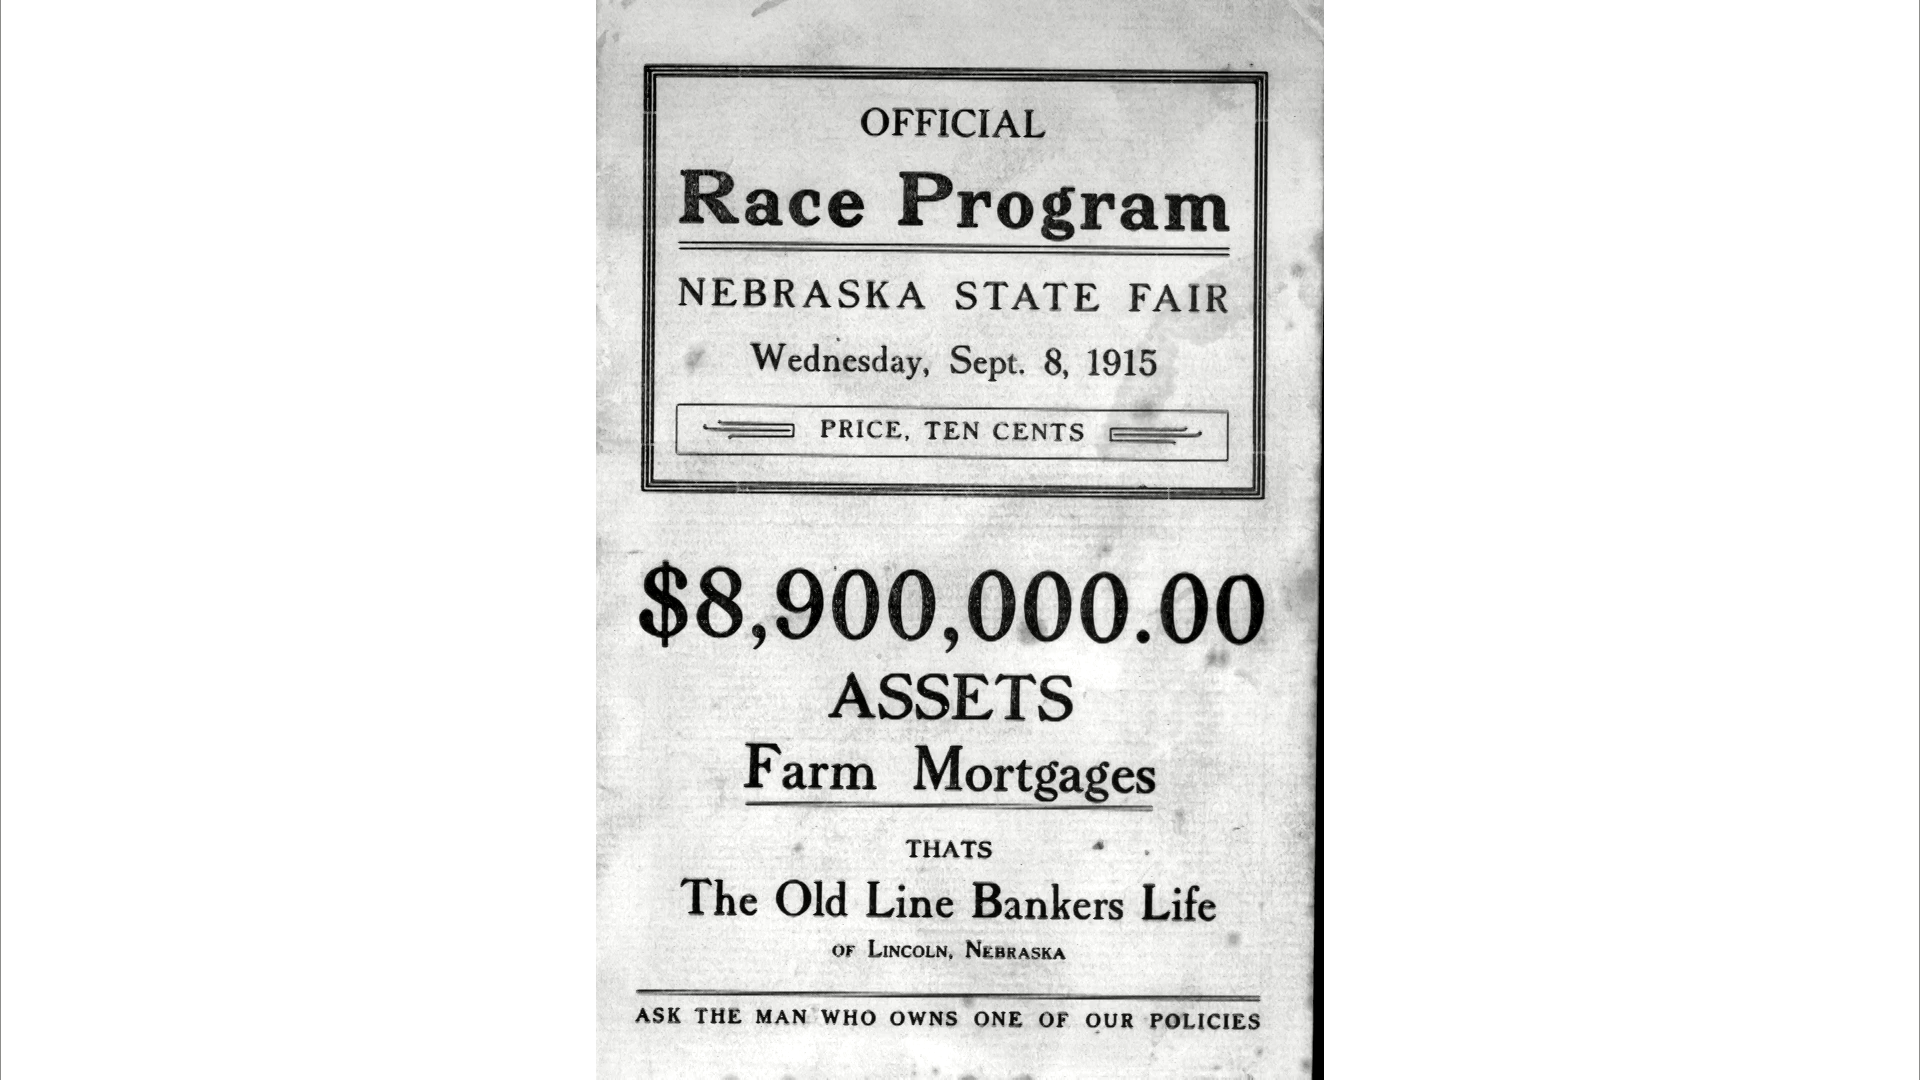 OFFICIAL
Race Program
NEBRASKA STATE FAIR
Wednesday, Sept. 8, 1915
PRICE, TEN CENTS
$8,900,000.00
ASSETS
Farm Mortgages
THATS
The Old Line Bankers Life
OF LINCOLN, NEBRASKA
ASK THE MAN WHO OWNS ONE OF OUR POLICIES